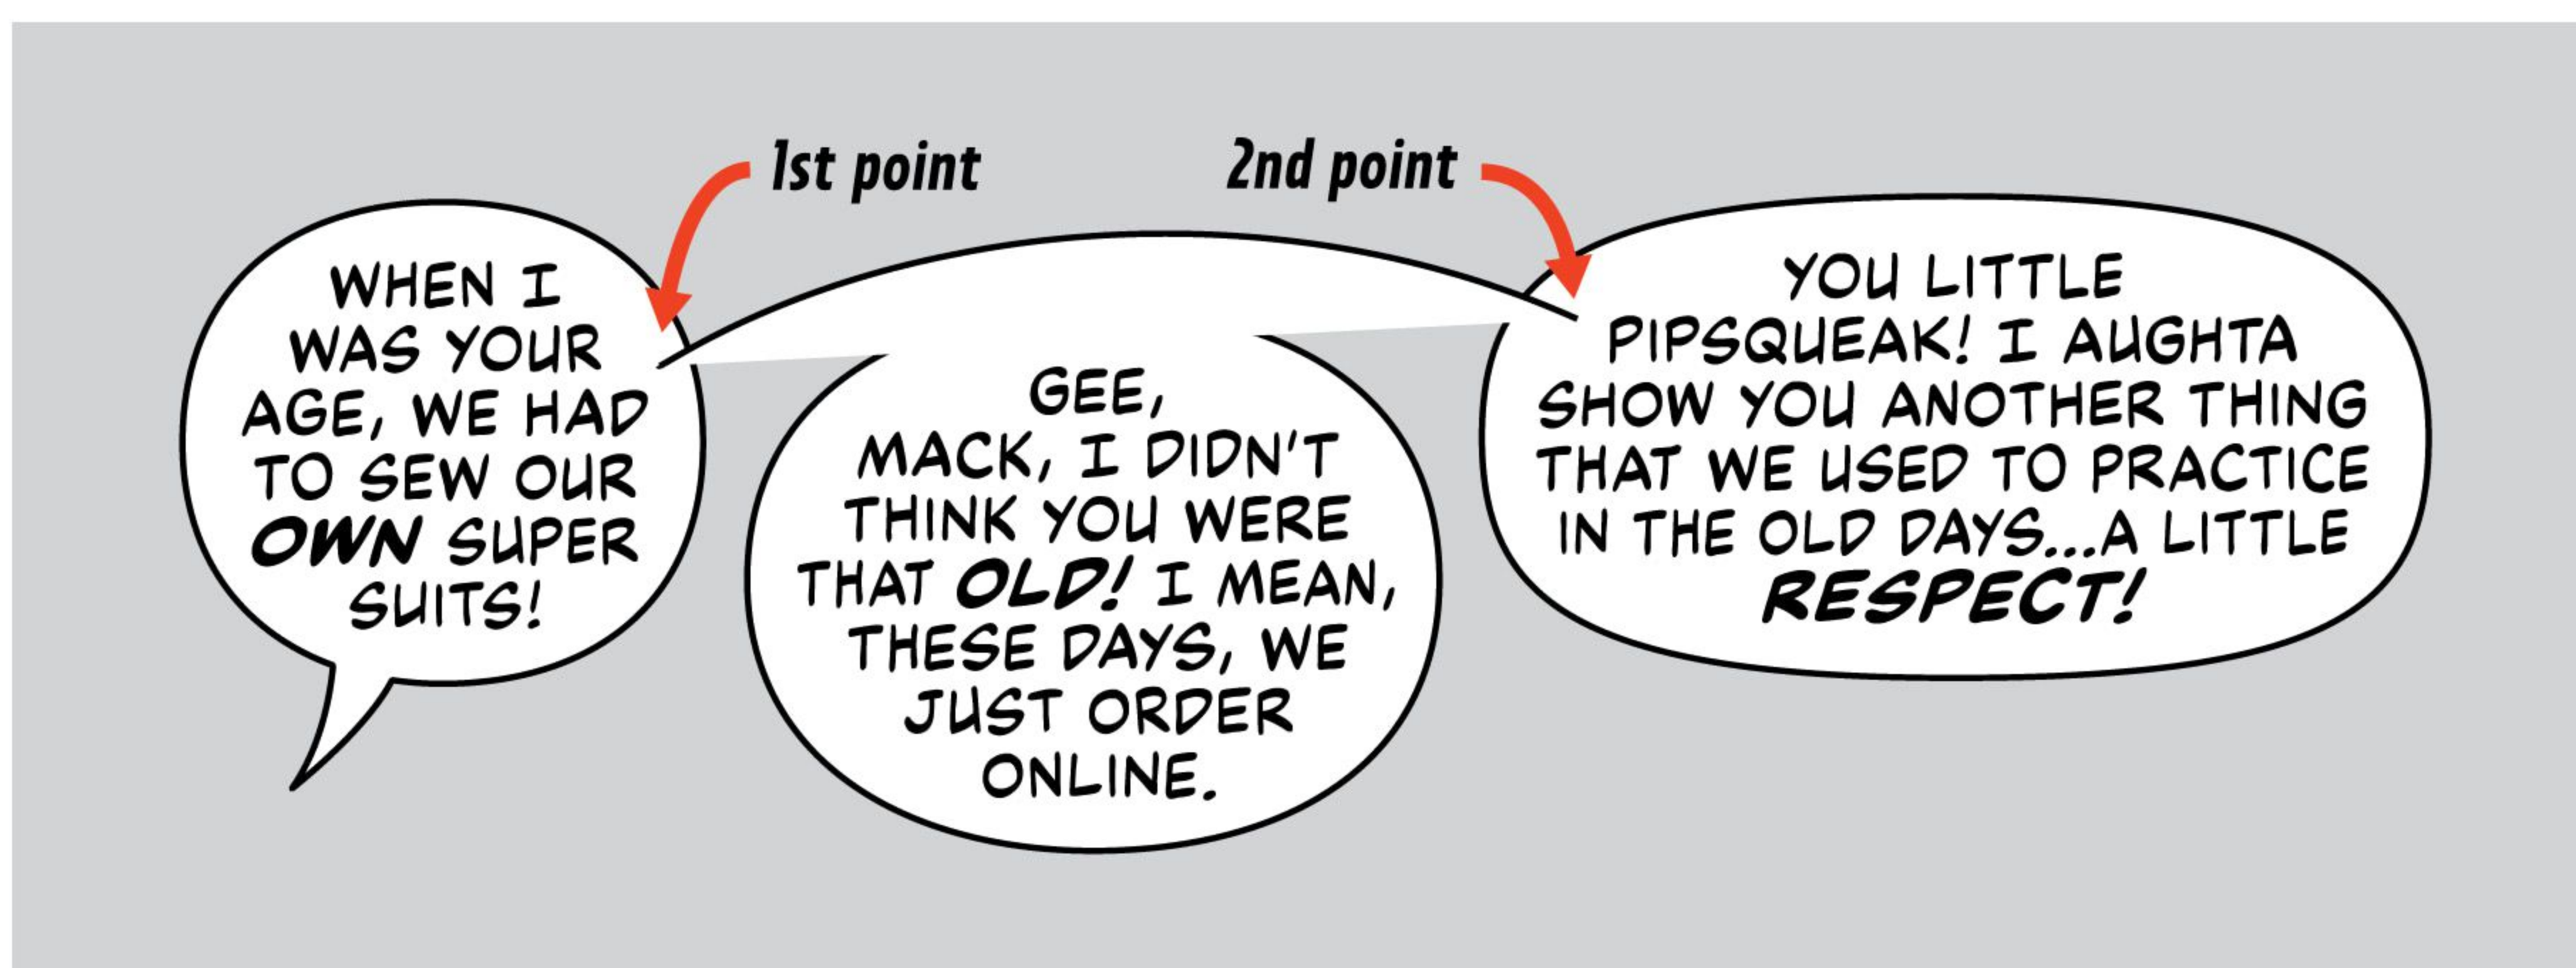 1st point
2nd point
WHEN I
WAS YOUR
AGE, WE HAD
TO SEW OUR
OWN SUPER
SUITS!
GEE,
MACK, I DIDN'T
THINK YOU WERE
THAT OLD! I MEAN,
THESE DAYS, WE
JUST ORDER
ONLINE.
YOU LITTLE
PIPSQUEAK! I AUGHTA
SHOW YOU ANOTHER THING
THAT WE USED TO PRACTICE
IN THE OLD DAYS...A LITTLE
RESPECT!